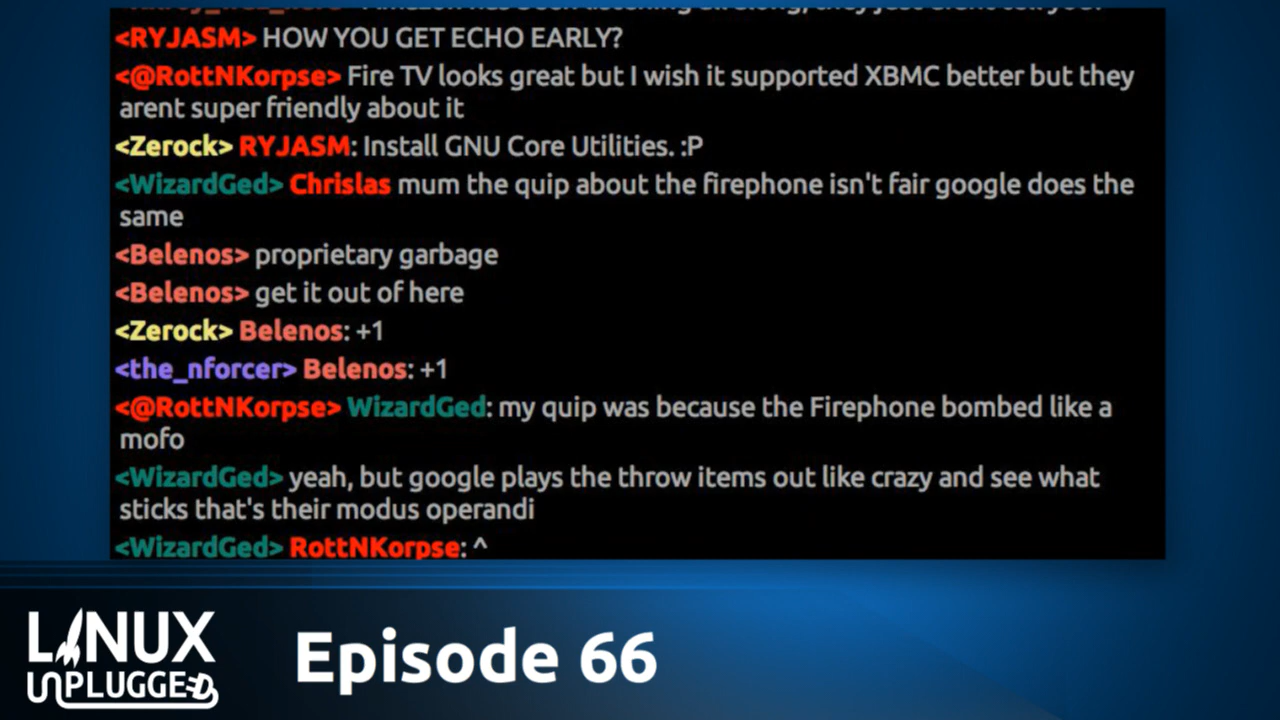 <RYJASM> HOW YOU GET ECHO EARLY?
<@RottNKorpse> Fire TV looks great but I wish it supported XBMC better but they
arent super friendly about it
<Zerock> RYJASM: Install GNU Core Utilities. :P
<WizardGed> Chrislas mum the quip about the firephone isn't fair google does the
same
<Belenos> proprietary garbage
<Belenos> get it out of here
<Zerock> Belenos: +1
<the_nforcer> Belenos: +1
<@RottNKorpse> WizardGed: my quip was because the Firephone bombed like a
mofo
<WizardGed> yeah, but google plays the throw items out like crazy and see what
sticks that's their modus operandi
<WizardGed> RottNKorpse: ^
LINUX
UNPLUGGED
Episode 66